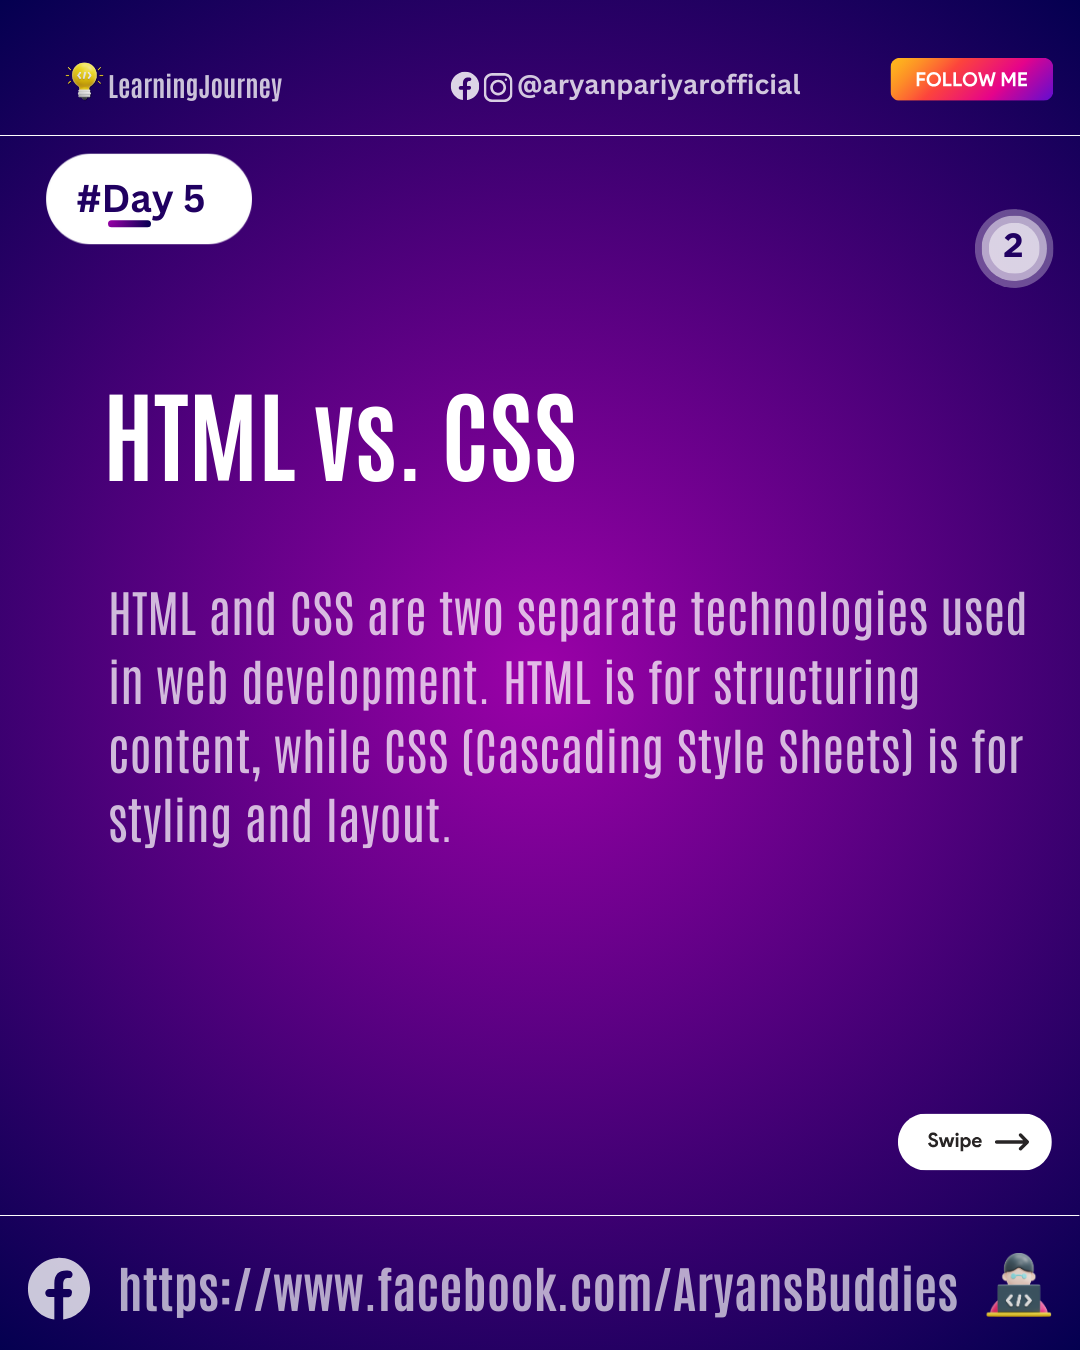 LearningJourney
@aryanpariyarofficial
FOLLOW ME
#Day 5
2
HTML vs. CSS
HTML and CSS are two separate technologies used
in web development. HTML is for structuring
content, while CSS (Cascading Style Sheets) is for
styling and layout.
Swipe
https://www.facebook.com/AryansBuddies